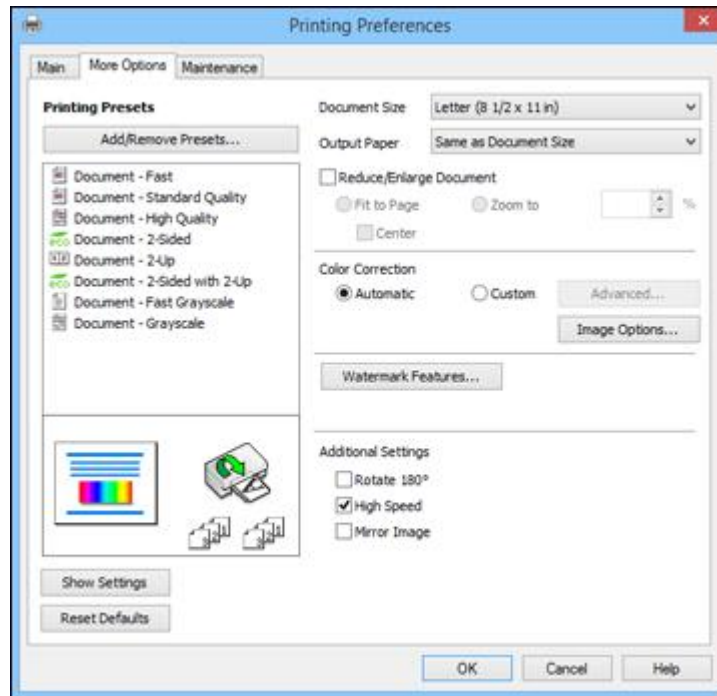 Printing Preferences
Main More Options Maintenance
Printing Presets
Add/Remove Presets...
Document - Fast
Document - Standard Quality
Document - High Quality
eco Document - 2-Sided
Document - 2-Up
eco Document - 2-Sided with 2-Up
Document - Fast Grayscale
Document - Grayscale
Show Settings
Reset Defaults
Document Size Letter (8 1/2 x 11 in)
Output Paper Same as Document Size
Reduce/Enlarge Document
Fit to Page Zoom to %
Center
Color Correction
Automatic Custom Advanced...
Image Options...
Watermark Features...
Additional Settings
Rotate 180°
High Speed
Mirror Image
OK Cancel Help